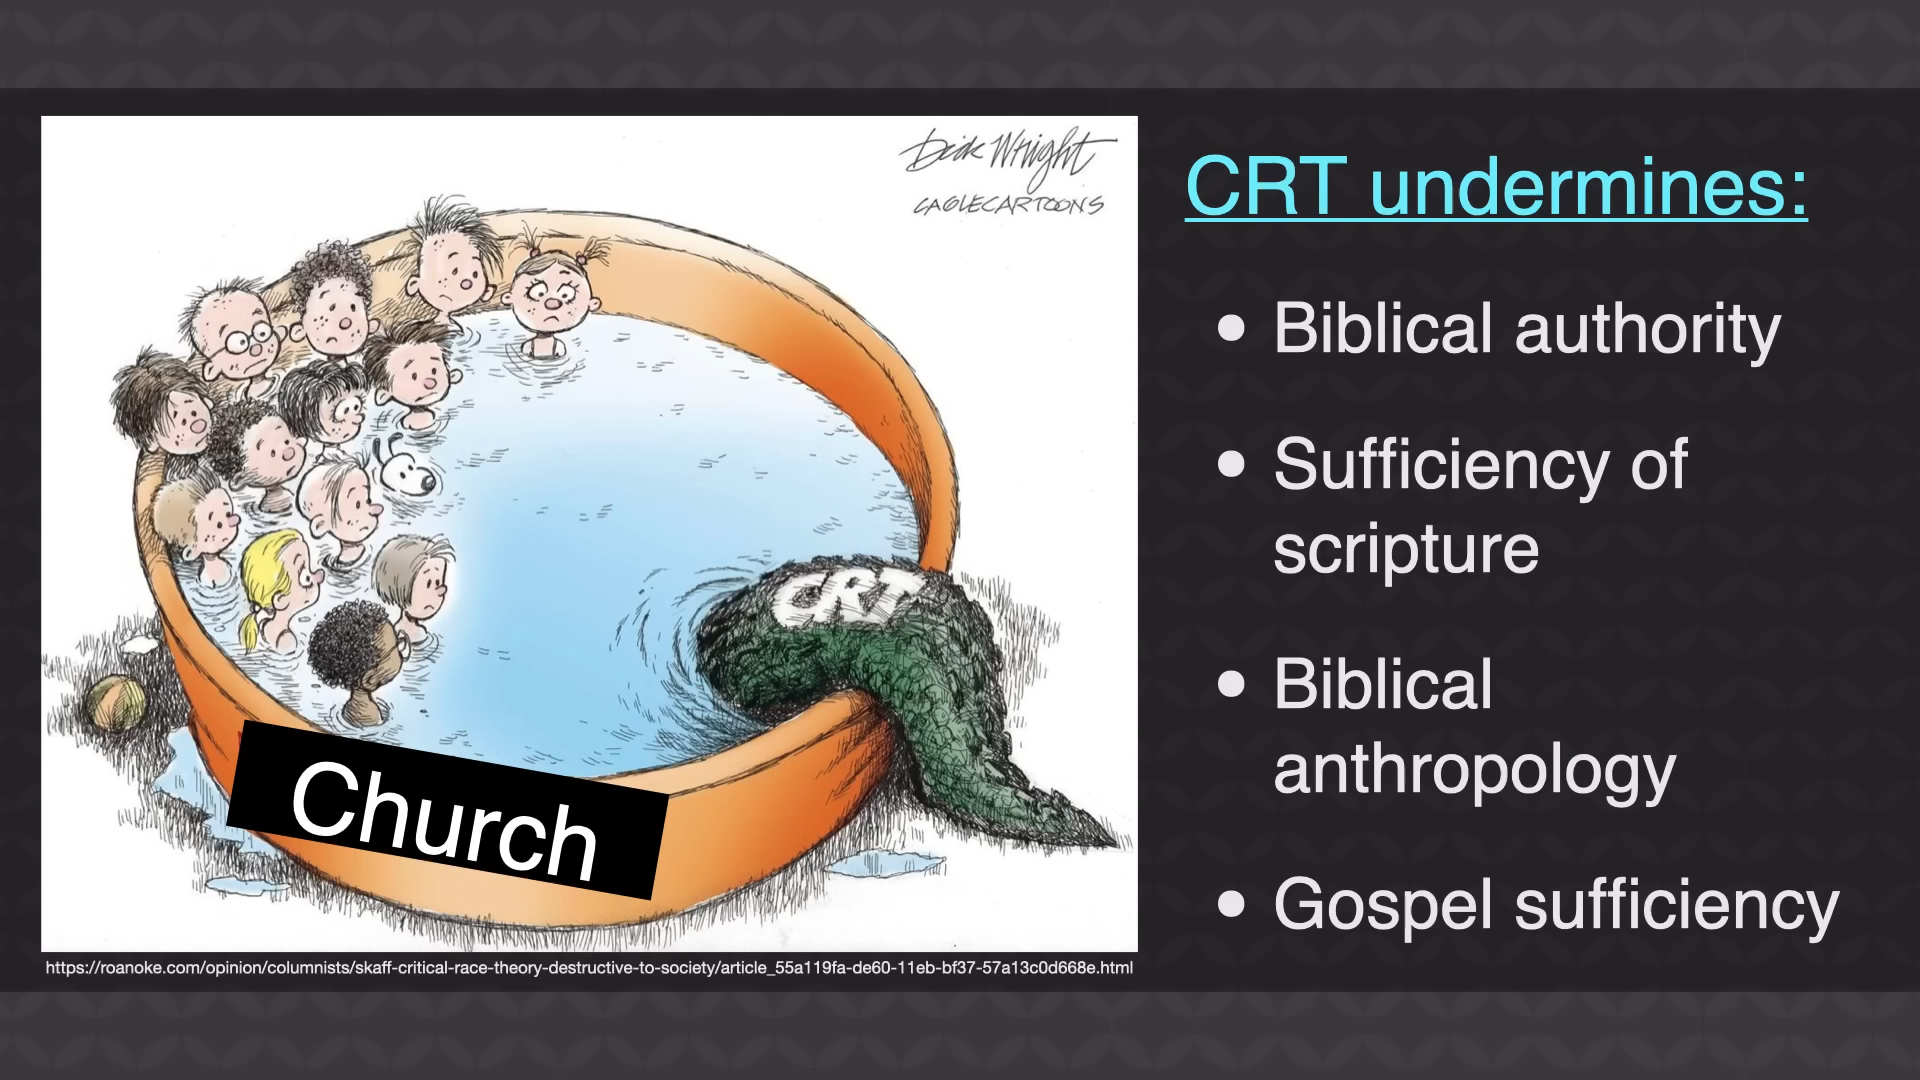 Dick Wright
CAGLECARTOONS
CRT
Church
https://roanoke.com/opinion/columnists/skaff-critical-race-theory-destructive-to-society/article_55a119fa-de60-11eb-bf37-57a13c0d668e.html
CRT undermines:
• Biblical authority
• Sufficiency of
scripture
• Biblical
anthropology
• Gospel sufficiency